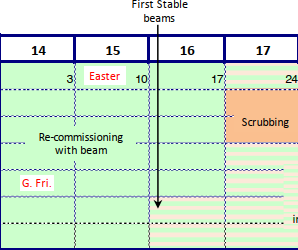 First Stable
beams
14 15 16 17
3 Easter 10 17 24
Scrubbing
Re-commissioning
with beam
G. Fri.